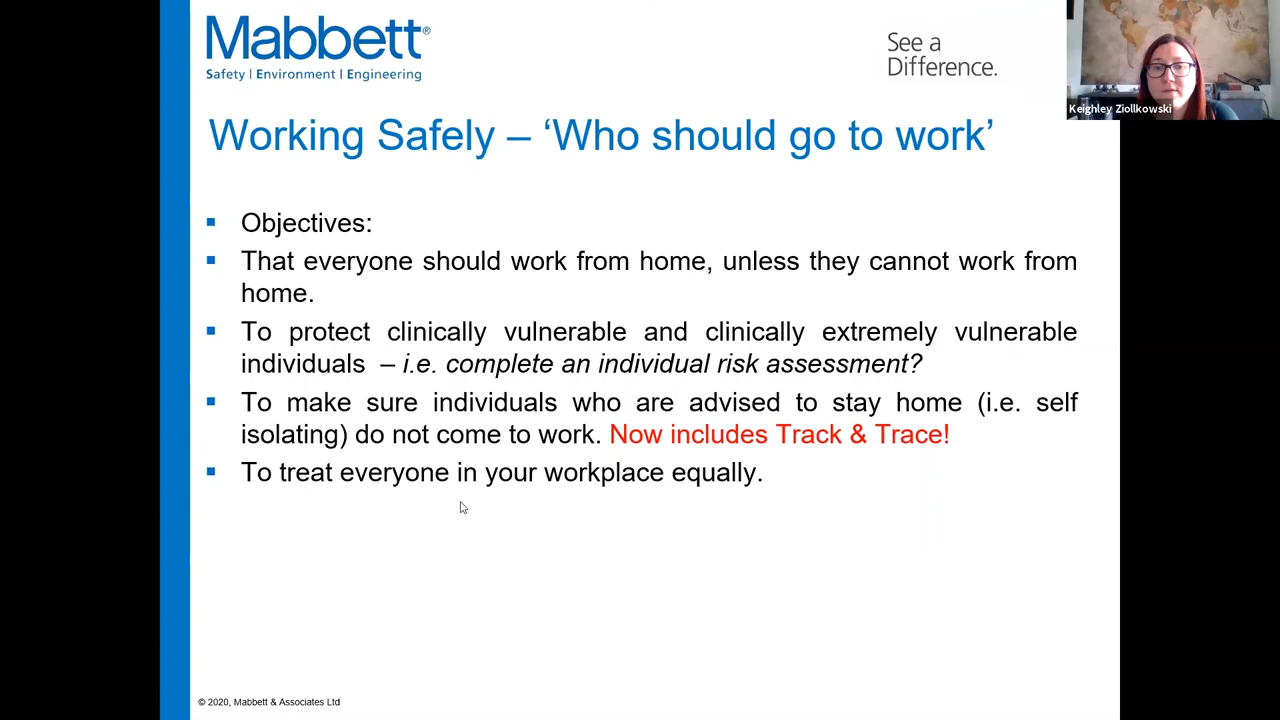 Mabbett®
Safety | Environment | Engineering
See a
Difference.
Keighley Ziollkowski
Working Safely – ‘Who should go to work’
Objectives:
That everyone should work from home, unless they cannot work from
home.
To protect clinically vulnerable and clinically extremely vulnerable
individuals – i.e. complete an individual risk assessment?
To make sure individuals who are advised to stay home (i.e. self
isolating) do not come to work. Now includes Track & Trace!
To treat everyone in your workplace equally.
© 2020, Mabbett & Associates Ltd